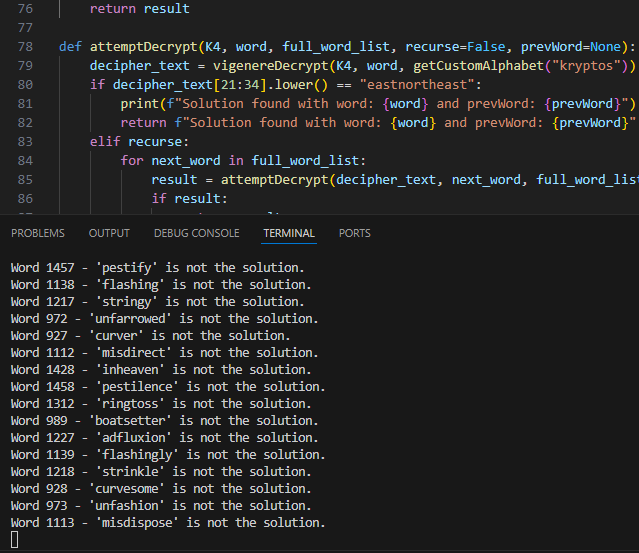 76 return result
77
78 def attemptDecrypt(K4, word, full_word_list, recurse=False, prevWord=None):
79 decipher_text = vigenereDecrypt(K4, word, getCustomAlphabet("kryptos"))
80 if decipher_text[21:34].lower() == "eastnortheast":
81 print(f"Solution found with word: {word} and prevWord: {prevWord}")
82 return f"Solution found with word: {word} and prevWord: {prevWord}"
83 elif recurse:
84 for next_word in full_word_list:
85 result = attemptDecrypt(decipher_text, next_word, full_word_list
86 if result:
PROBLEMS OUTPUT DEBUG CONSOLE TERMINAL PORTS
Word 1457 - 'pestify' is not the solution.
Word 1138 - 'flashing' is not the solution.
Word 1217 - 'stringy' is not the solution.
Word 972 - 'unfarrowed' is not the solution.
Word 927 - 'curver' is not the solution.
Word 1112 - 'misdirect' is not the solution.
Word 1428 - 'inheaven' is not the solution.
Word 1458 - 'pestilence' is not the solution.
Word 1312 - 'ringtoss' is not the solution.
Word 989 - 'boatsetter' is not the solution.
Word 1227 - 'adfluxion' is not the solution.
Word 1139 - 'flashingly' is not the solution.
Word 1218 - 'strinkle' is not the solution.
Word 928 - 'curvesome' is not the solution.
Word 973 - 'unfashion' is not the solution.
Word 1113 - 'misdispose' is not the solution.